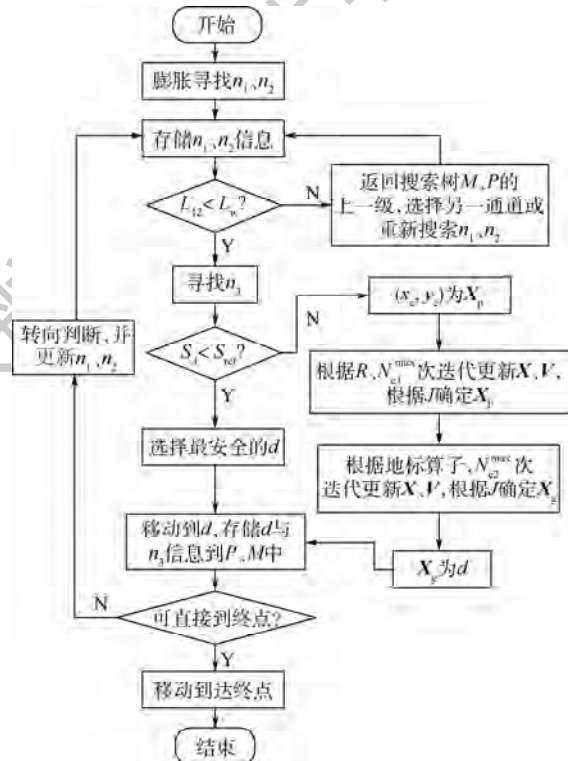 开始
膨胀寻找n₁、n₂
存储n₁、n₂信息
L₁₂<Lw?
N
返回搜索树M、P的
上一级,选择另一通道或
重新搜索n₁、n₂
Y
寻找n₃
转向判断,并
更新n₁、n₂
S₄<Sref?
N
(xc, yc)为Xp
Y
根据R、Nc1max次迭代更新X、V,
根据J确定Xp
选择最安全的d
根据地标算子、Nc2max次
迭代更新X、V,根据J确定Xg
移动到d,存储d与
n₃信息到P、M中
Xg为d
N
可直接到终点?
Y
移动到达终点
结束